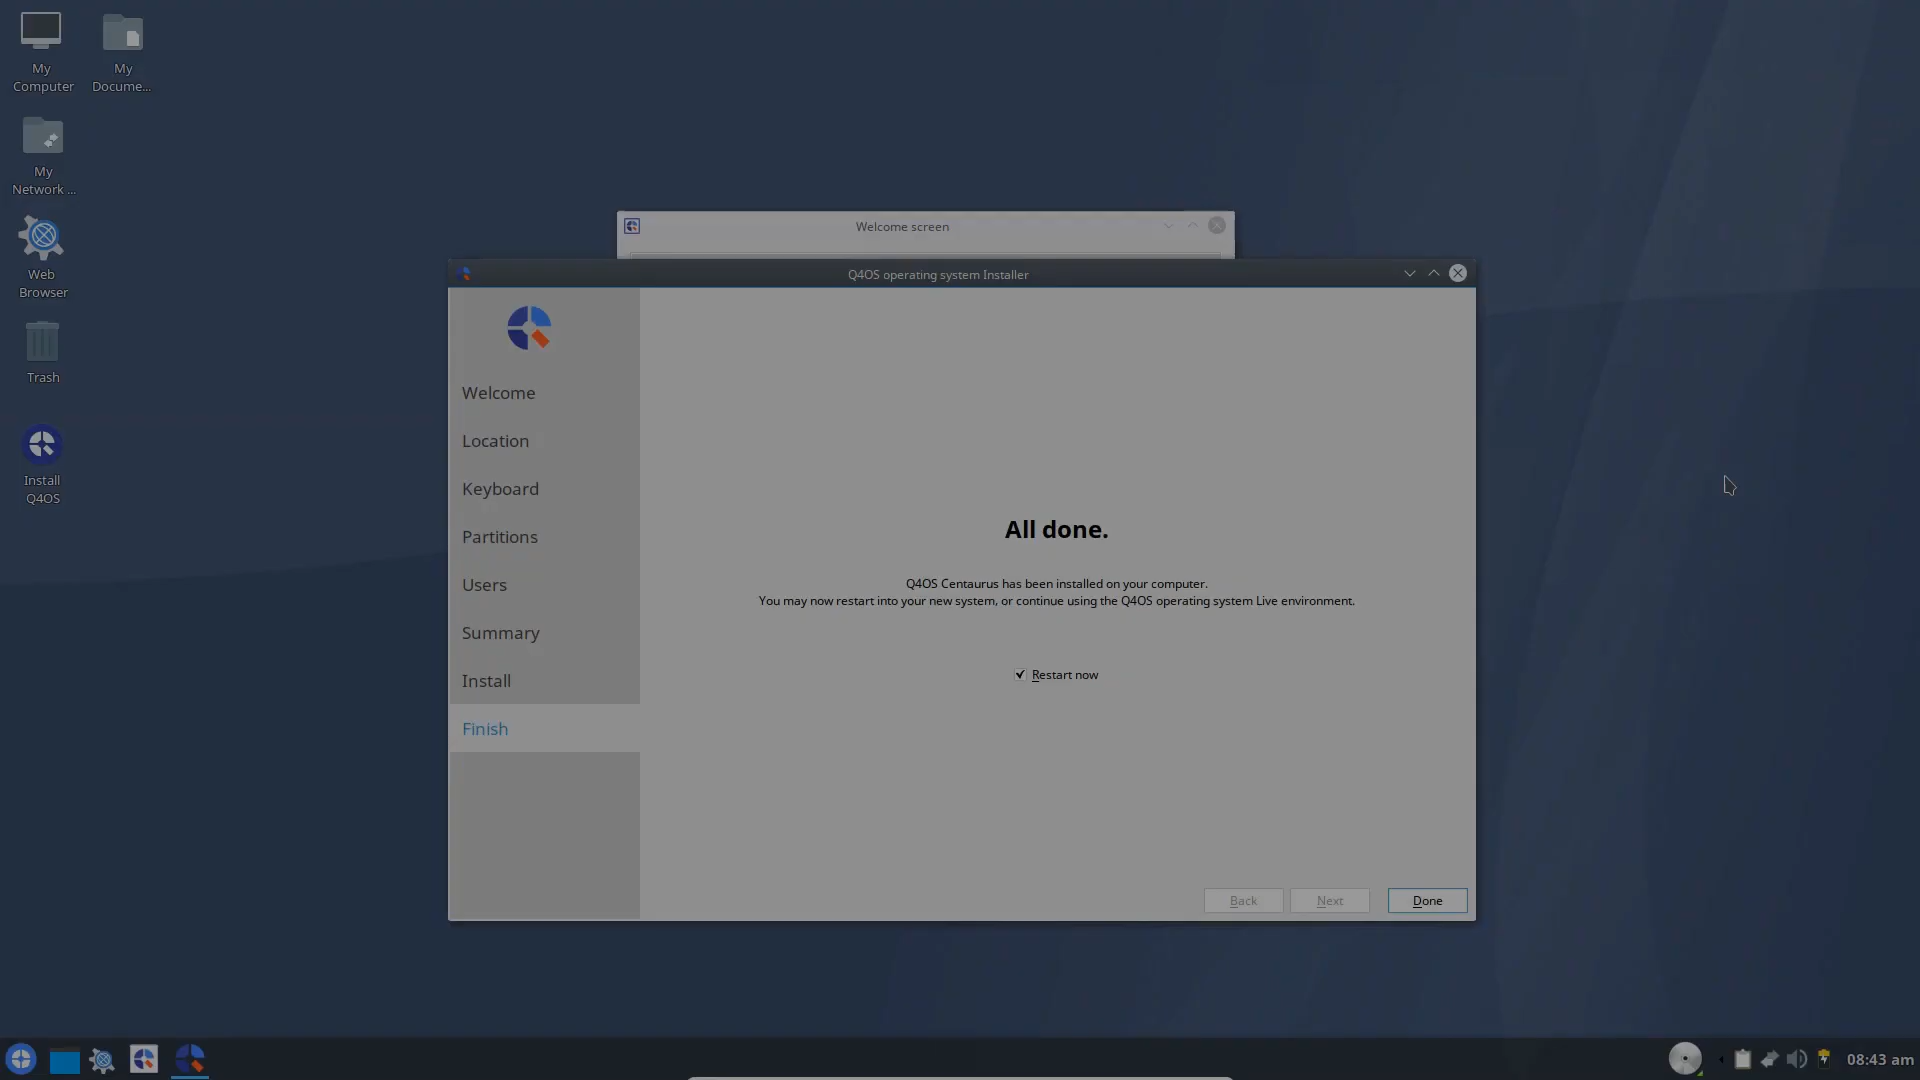 My
Computer
My
Docume...
My
Network ...
Web
Browser
Trash
Install
Q4OS
Welcome screen
Q4OS operating system Installer
Welcome
Location
Keyboard
Partitions
Users
Summary
Install
Finish
All done.
Q4OS Centaurus has been installed on your computer.
You may now restart into your new system, or continue using the Q4OS operating system Live environment.
Restart now
Back
Next
Done
08:43 am